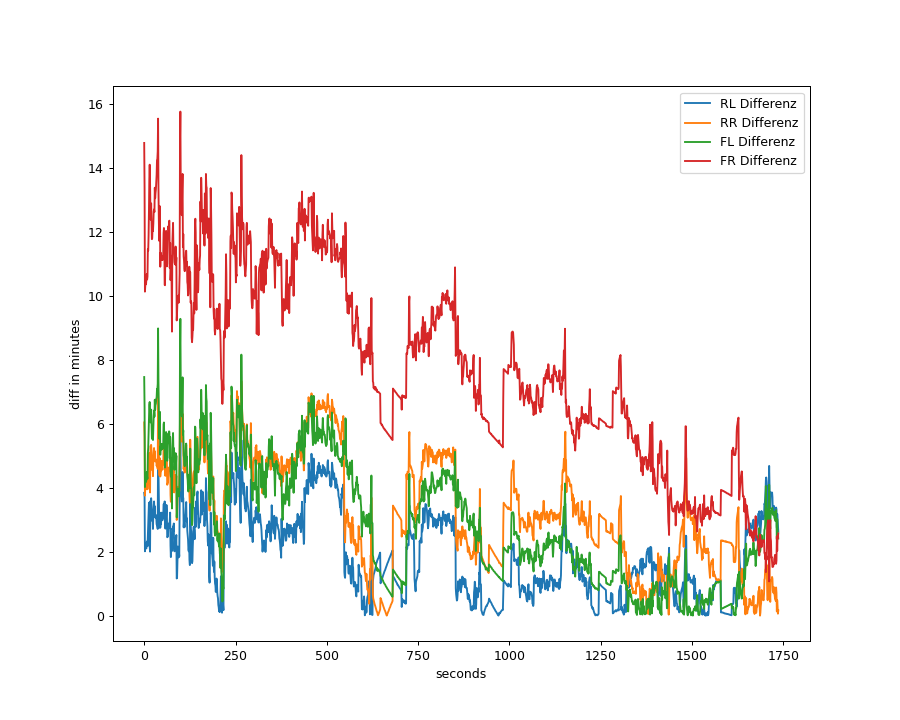 16
14
12
10
8
6
4
2
0
diff in minutes
0 250 500 750 1000 1250 1500 1750
seconds
RL Differenz
RR Differenz
FL Differenz
FR Differenz